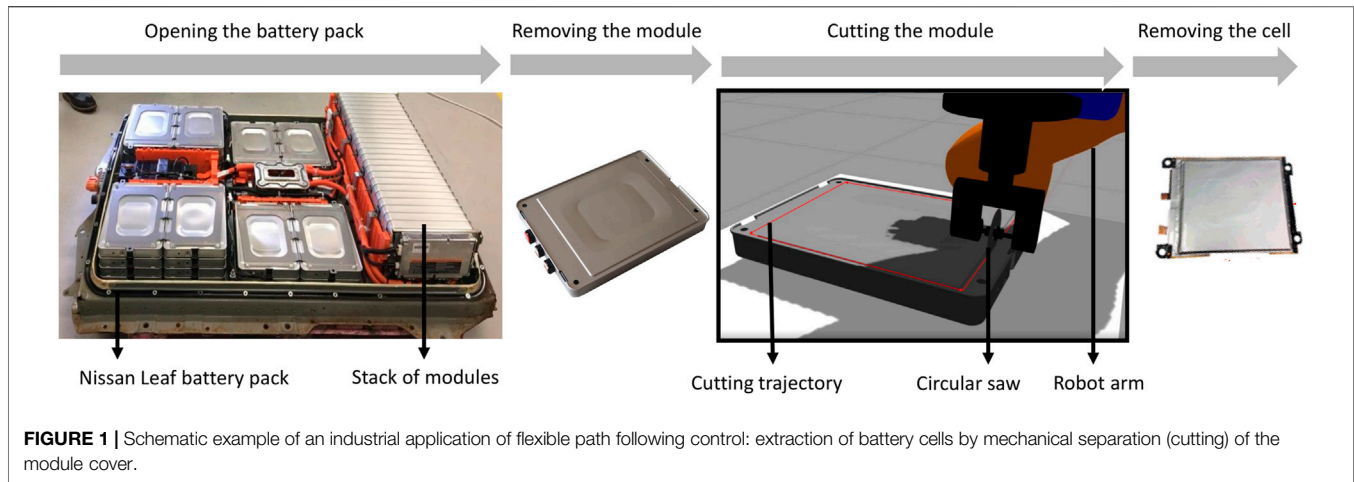 Opening the battery pack
Removing the module
Cutting the module
Removing the cell
Nissan Leaf battery pack
Stack of modules
Cutting trajectory
Circular saw
Robot arm
FIGURE 1 | Schematic example of an industrial application of flexible path following control: extraction of battery cells by mechanical separation (cutting) of the
module cover.